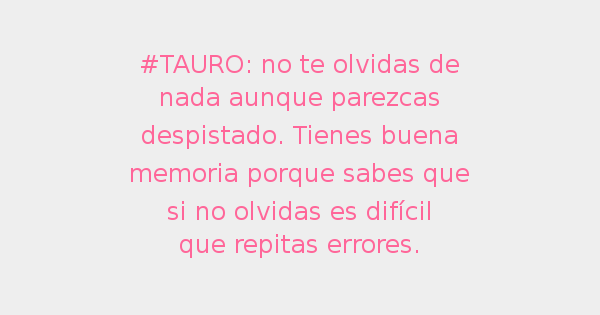 #TAURO: no te olvidas de
nada aunque parezcas
despistado. Tienes buena
memoria porque sabes que
si no olvidas es difícil
que repitas errores.